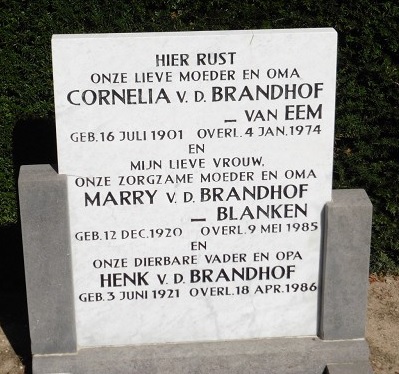 HIER RUST
ONZE LIEVE MOEDER EN OMA
CORNELIA V. D. BRANDHOF
_ VAN EEM
GEB. 16 JULI 1901 OVERL. 4 JAN. 1974
EN
MIJN LIEVE VROUW,
ONZE ZORGZAME MOEDER EN OMA
MARRY V. D. BRANDHOF
_ BLANKEN
GEB. 12 DEC. 1920 OVERL. 9 MEI 1985
EN
ONZE DIERBARE VADER EN OPA
HENK V. D. BRANDHOF
GEB. 3 JUNI 1921 OVERL. 18 APR. 1986